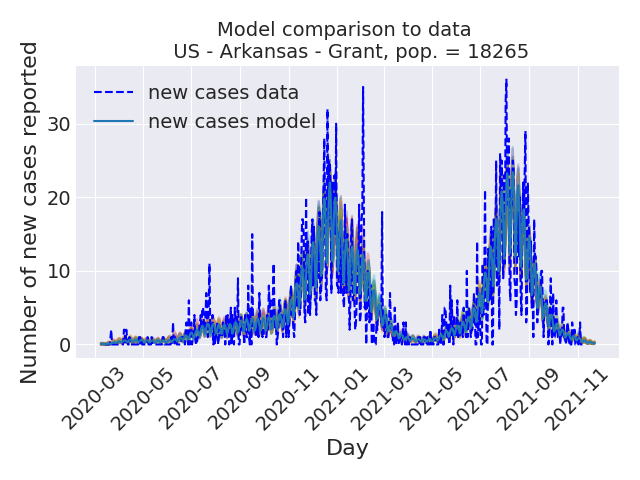 Model comparison to data
US - Arkansas - Grant, pop. = 18265
Number of new cases reported
30
20
10
0
new cases data
new cases model
2020-03
2020-05
2020-07
2020-09
2020-11
2021-01
2021-03
2021-05
2021-07
2021-09
2021-11
Day